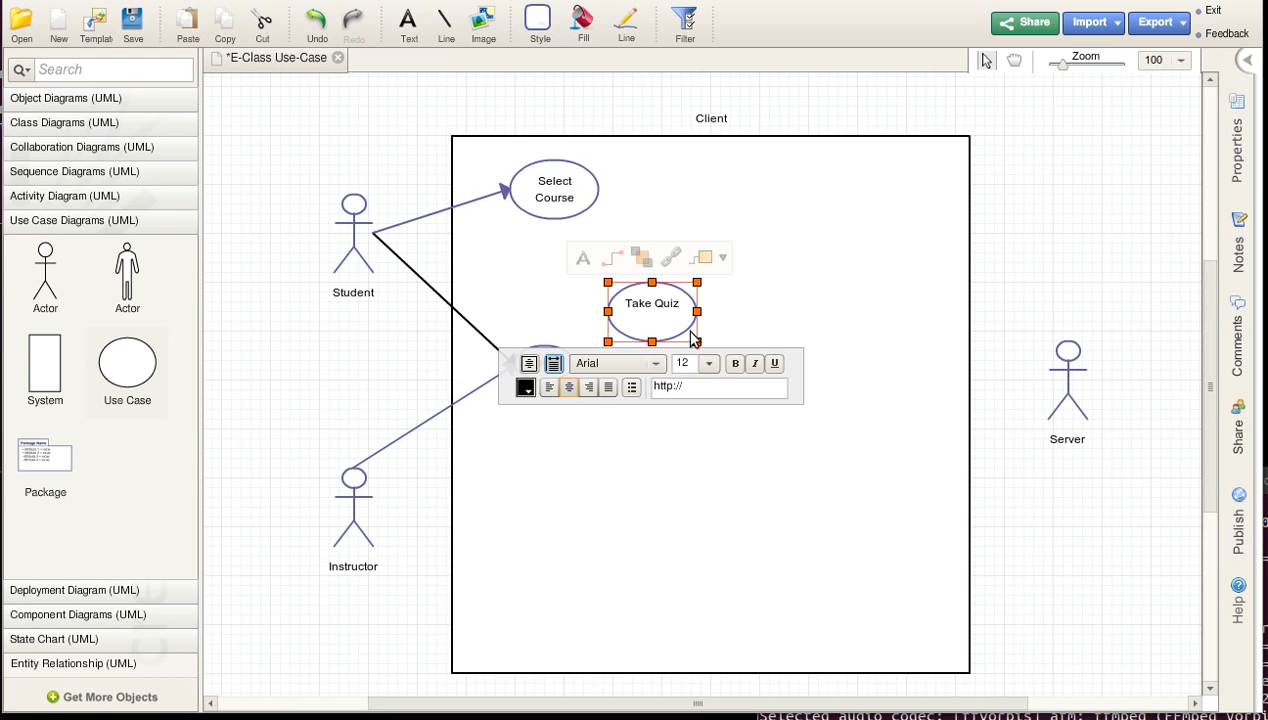 Open
New
Templat
Save
Paste
Copy
Cut
Undo
Redo
Text
Line
Image
Style
Fill
Line
Filter
Share
Import
Export
Exit
Feedback
*E-Class Use-Case
Zoom
100
Search
Object Diagrams (UML)
Class Diagrams (UML)
Collaboration Diagrams (UML)
Sequence Diagrams (UML)
Activity Diagram (UML)
Use Case Diagrams (UML)
Actor
Actor
System
Use Case
Package
Deployment Diagram (UML)
Component Diagrams (UML)
State Chart (UML)
Entity Relationship (UML)
Get More Objects
Client
Select
Course
Student
Take Quiz
Arial
12
B I U
http://
Instructor
Server
Properties
Notes
Comments
Share
Publish
Help